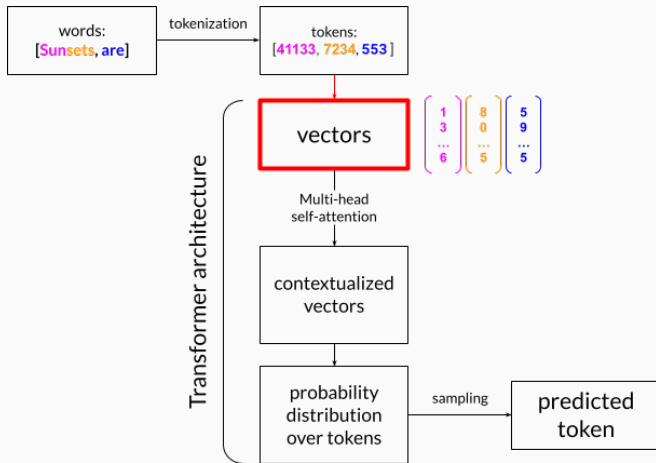 words:
[Sunsets, are]
tokenization
tokens:
[41133, 7234, 553]
vectors
1
3
...
6
8
0
...
5
5
9
...
5
Multi-head
self-attention
Transformer architecture
contextualized
vectors
probability
distribution
over tokens
sampling
predicted
token